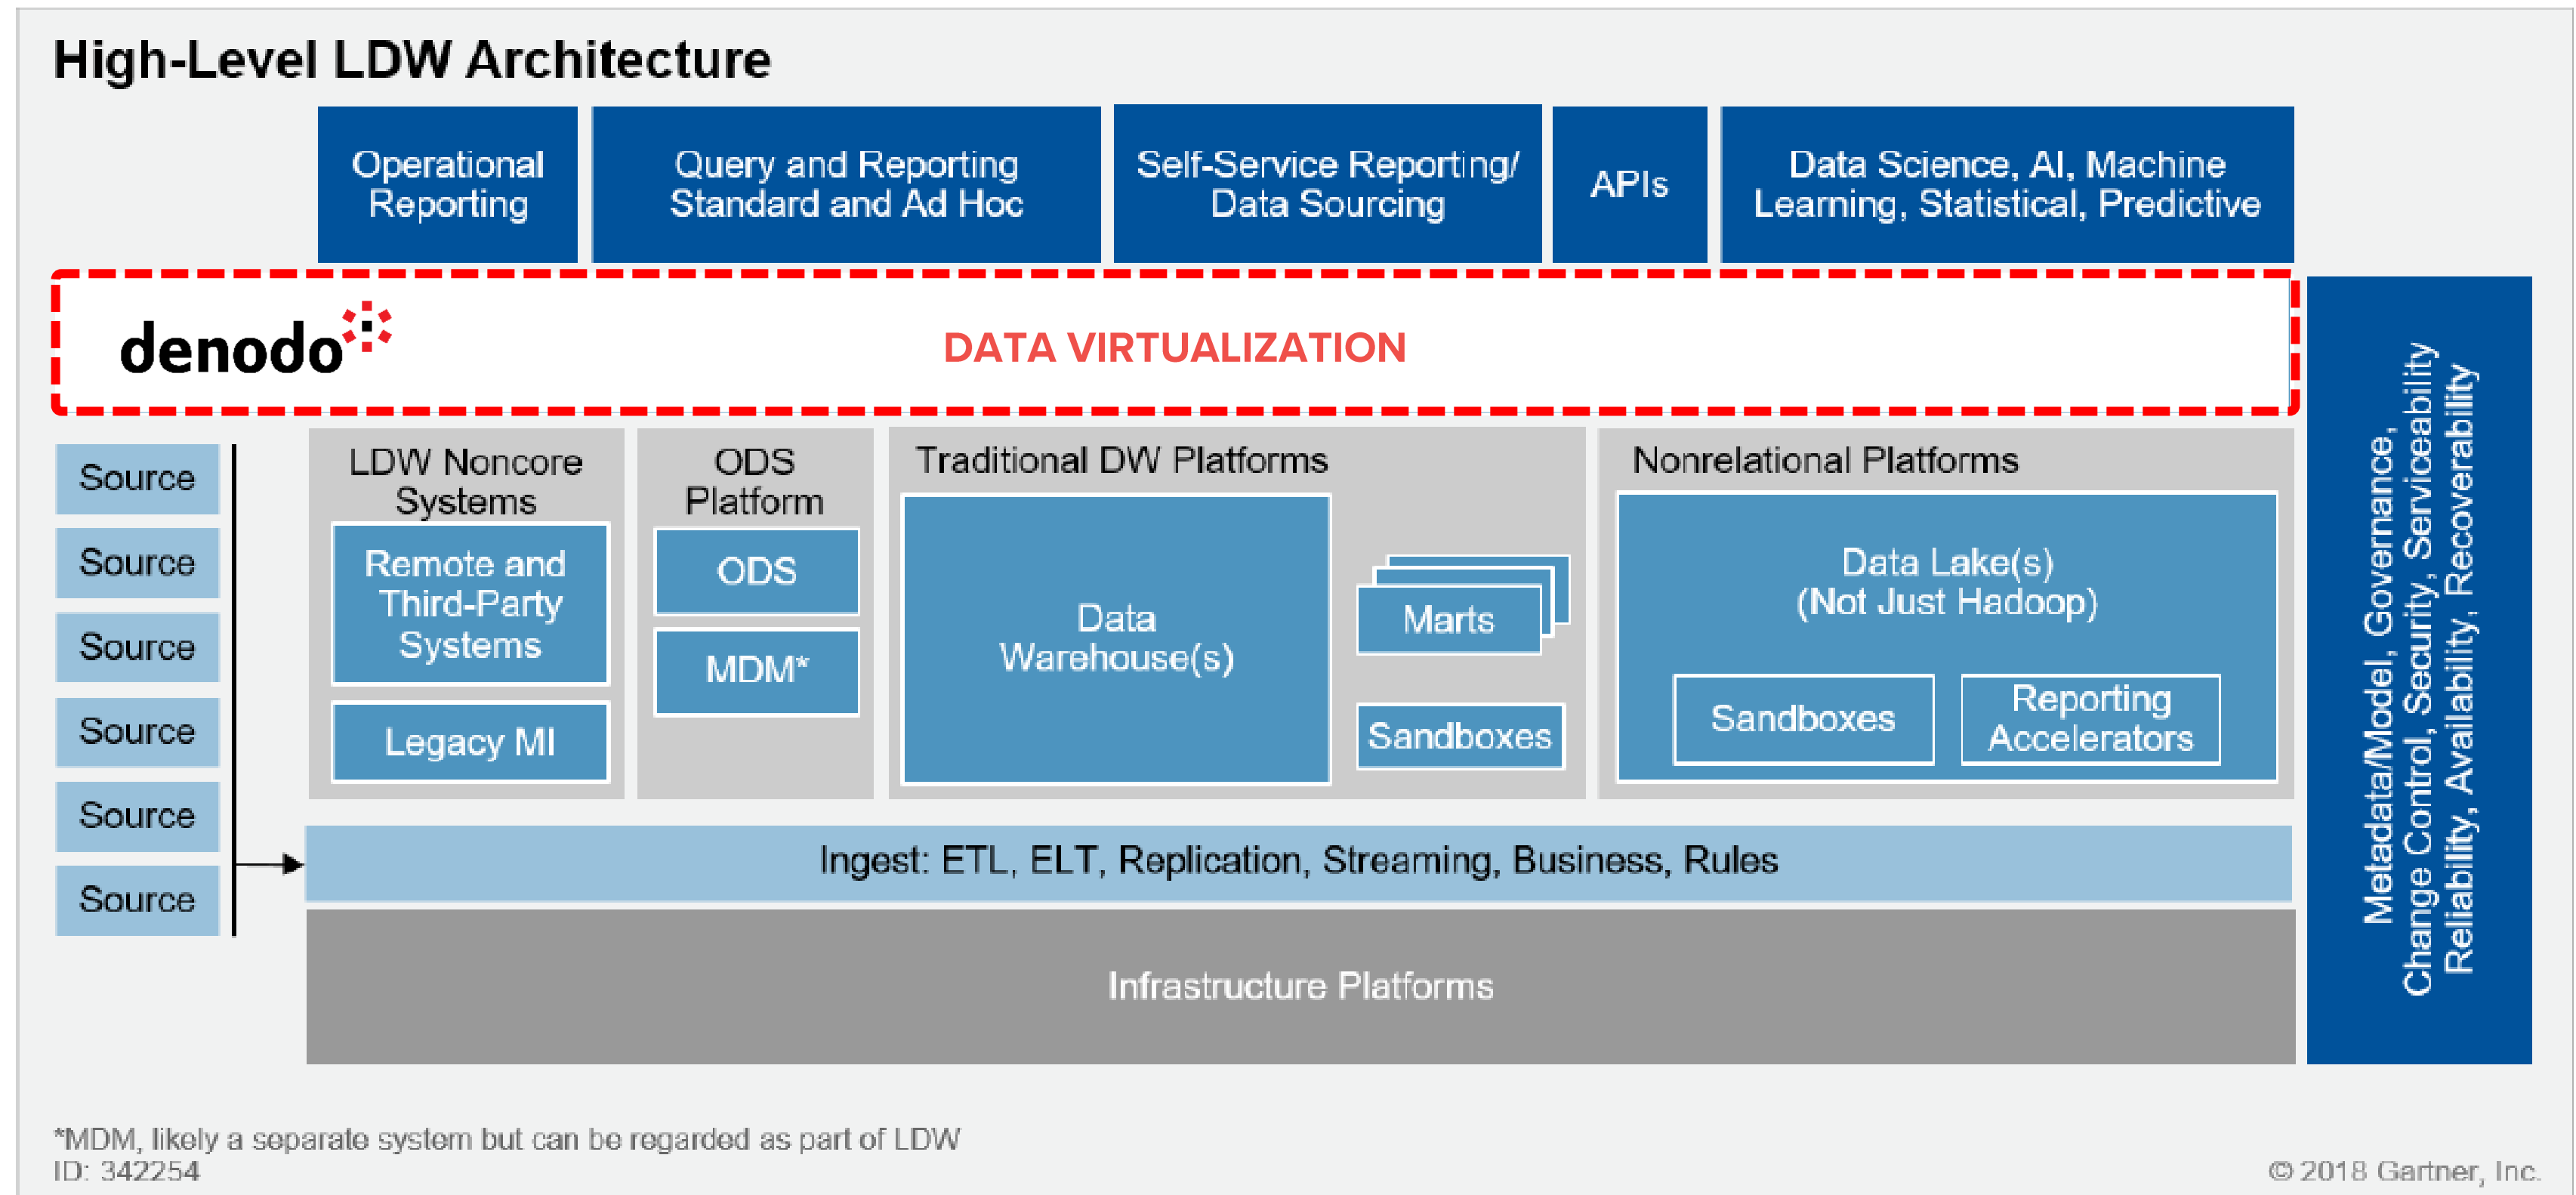 High-Level LDW Architecture
Operational
Reporting
Query and Reporting
Standard and Ad Hoc
Self-Service Reporting/
Data Sourcing
APIs
Data Science, AI, Machine
Learning, Statistical, Predictive
denodo
DATA VIRTUALIZATION
Source
Source
Source
Source
Source
Source
LDW Noncore
Systems
Remote and
Third-Party
Systems
Legacy MI
ODS
Platform
ODS
MDM*
Traditional DW Platforms
Data
Warehouse(s)
Marts
Sandboxes
Nonrelational Platforms
Data Lake(s)
(Not Just Hadoop)
Sandboxes
Reporting
Accelerators
Ingest: ETL, ELT, Replication, Streaming, Business, Rules
Infrastructure Platforms
Metadata/Model, Governance,
Change Control, Security, Serviceability
Reliability, Availability, Recoverability
*MDM, likely a separate system but can be regarded as part of LDW
ID: 342254
© 2018 Gartner, Inc.